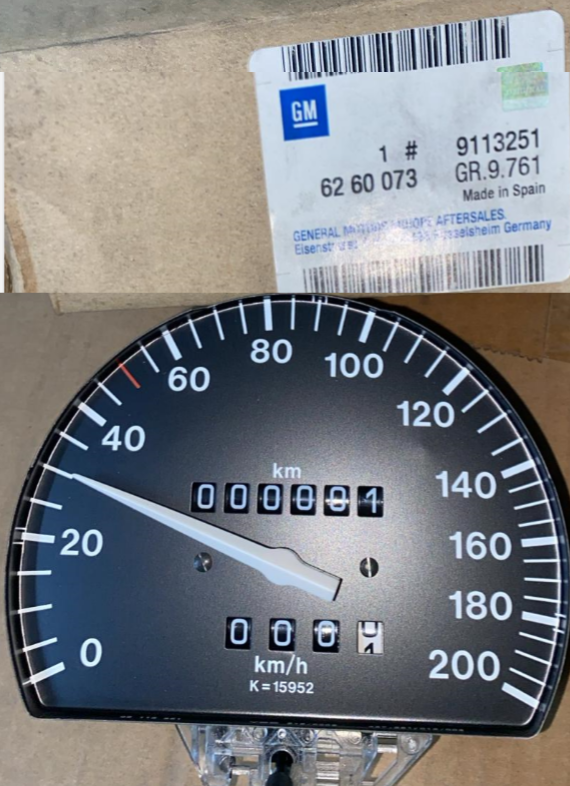 GM
1 # 9113251
62 60 073 GR.9.761
Made in Spain
GENERAL AFTERSALES.
Germany
80
60 100
40 120
km
000001
140
20 160
180
0 000
km/h
200
K=15952